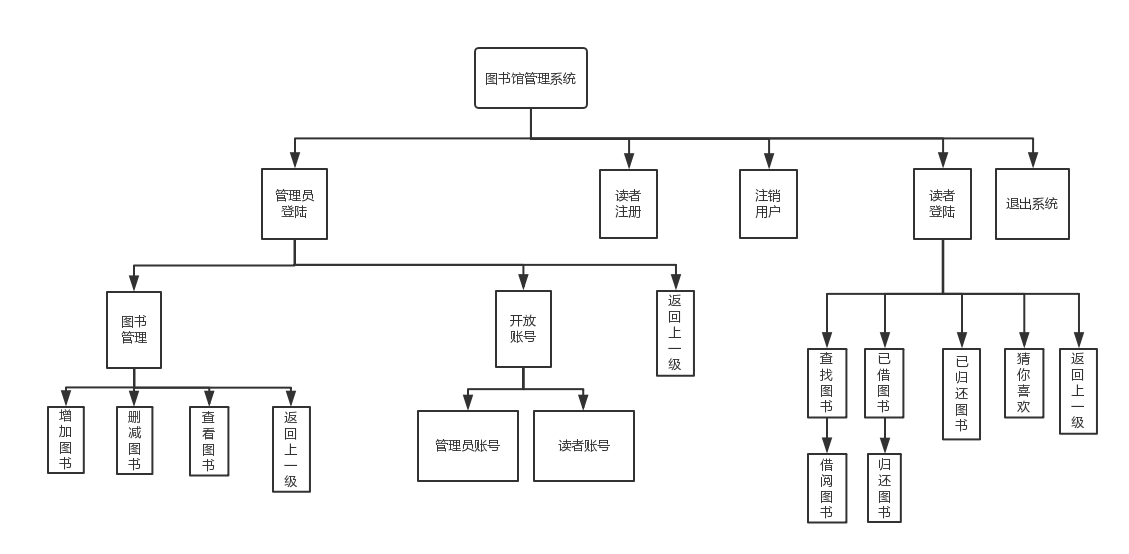 图书馆管理系统
管理员
登陆
读者
注册
注销
用户
读者
登陆
退出系统
图书
管理
开放
账号
返回上一级
查找图书
已借图书
已归还图书
猜你喜欢
返回上一级
增加图书
删减图书
查看图书
返回上一级
管理员账号
读者账号
借阅图书
归还图书